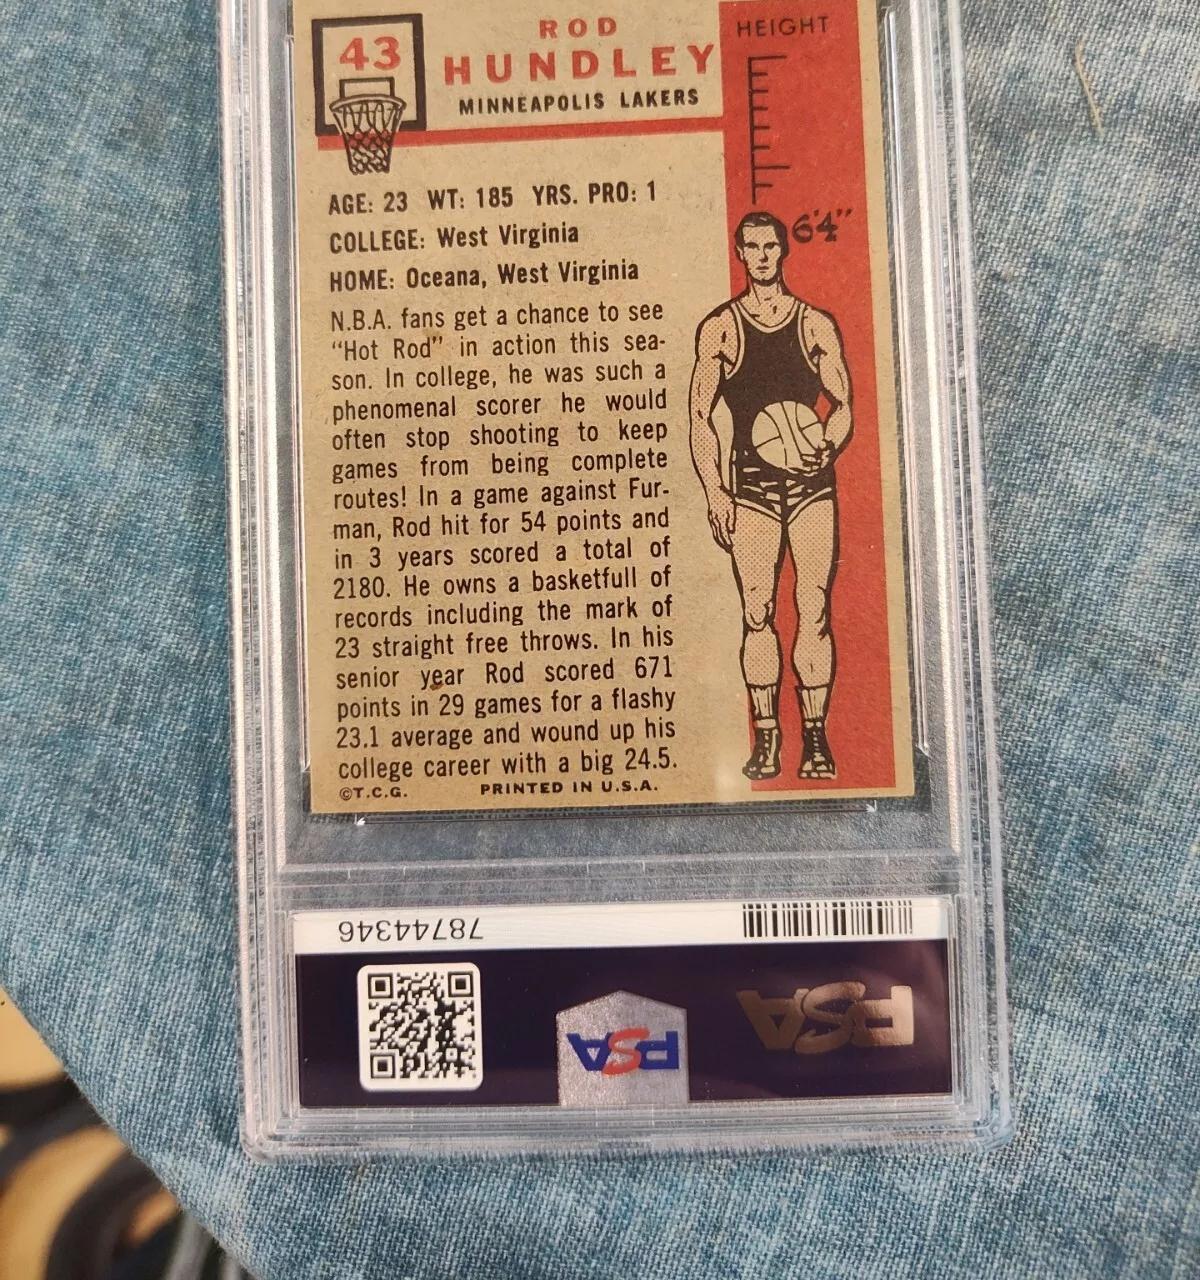 43
ROD
HUNDLEY
MINNEAPOLIS LAKERS
HEIGHT
6'4"
AGE: 23 WT: 185 YRS. PRO: 1
COLLEGE: West Virginia
HOME: Oceana, West Virginia
N.B.A. fans get a chance to see
"Hot Rod" in action this sea-
son. In college, he was such a
phenomenal scorer he would
often stop shooting to keep
games from being complete
routes! In a game against Fur-
man, Rod hit for 54 points and
in 3 years scored a total of
2180. He owns a basketfull of
records including the mark of
23 straight free throws. In his
senior year Rod scored 671
points in 29 games for a flashy
23.1 average and wound up his
college career with a big 24.5.
©T.C.G. PRINTED IN U.S.A.
78744346
PSA
PSA